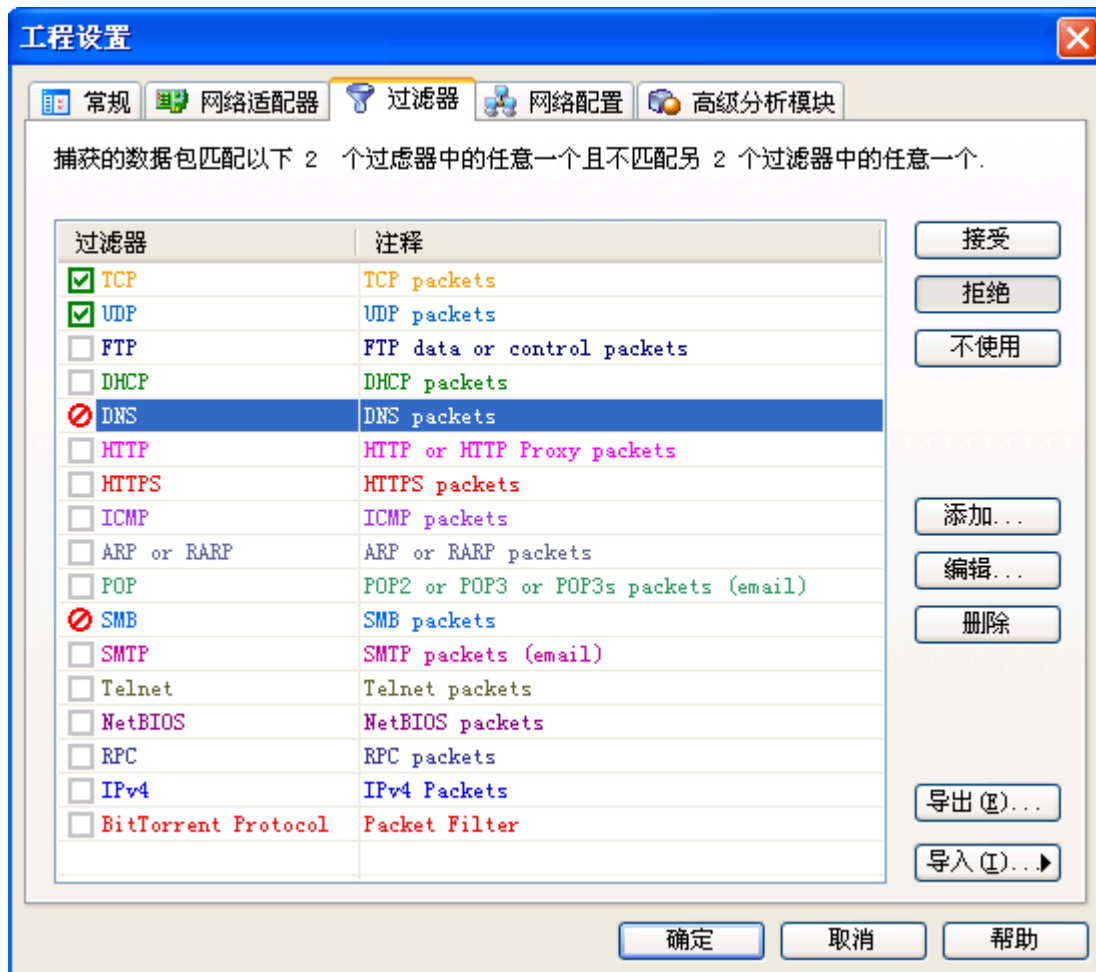 工程设置
常规 网络适配器 过滤器 网络配置 高级分析模块
捕获的数据包匹配以下 2 个过虑器中的任意一个且不匹配另 2 个过滤器中的任意一个.
过滤器 注释
TCP TCP packets
UDP UDP packets
FTP FTP data or control packets
DHCP DHCP packets
DNS DNS packets
HTTP HTTP or HTTP Proxy packets
HTTPS HTTPS packets
ICMP ICMP packets
ARP or RARP ARP or RARP packets
POP POP2 or POP3 or POP3s packets (email)
SMB SMB packets
SMTP SMTP packets (email)
Telnet Telnet packets
NetBIOS NetBIOS packets
RPC RPC packets
IPv4 IPv4 Packets
BitTorrent Protocol Packet Filter
接受
拒绝
不使用
添加...
编辑...
删除
导出(E)...
导入(I)...
确定 取消 帮助